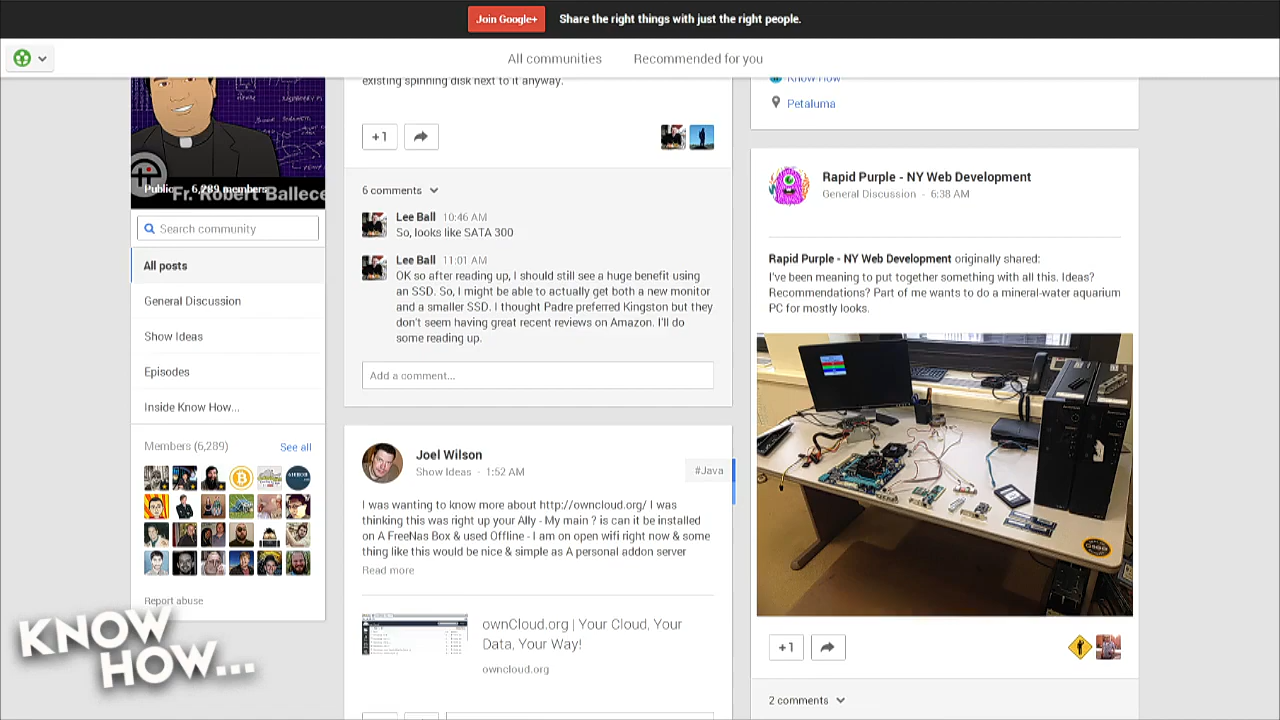 Join Google+
Share the right things with just the right people.
All communities
Recommended for you
Public
6,289 members
Fr. Robert Ballece
Search community
All posts
General Discussion
Show Ideas
Episodes
Inside Know How...
Members (6,289)
See all
Report abuse
KNOW
HOW...
existing spinning disk next to it anyway.
+1
6 comments
Lee Ball 10:46 AM
So, looks like SATA 300
Lee Ball 11:01 AM
OK so after reading up, I should still see a huge benefit using
an SSD. So, I might be able to actually get both a new monitor
and a smaller SSD. I thought Padre preferred Kingston but they
don't seem having great recent reviews on Amazon. I'll do
some reading up.
Add a comment...
Joel Wilson
Show Ideas - 1:52 AM
#Java
I was wanting to know more about http://owncloud.org/ I was
thinking this was right up your Ally - My main ? is can it be installed
on A FreeNas Box & used Offline - I am on open wifi right now & some
thing like this would be nice & simple as A personal addon server
Read more
ownCloud.org | Your Cloud, Your
Data, Your Way!
owncloud.org
Know How
Petaluma
Rapid Purple - NY Web Development
General Discussion - 6:38 AM
Rapid Purple - NY Web Development originally shared:
I've been meaning to put together something with all this. Ideas?
Recommendations? Part of me wants to do a mineral-water aquarium
PC for mostly looks.
+1
2 comments